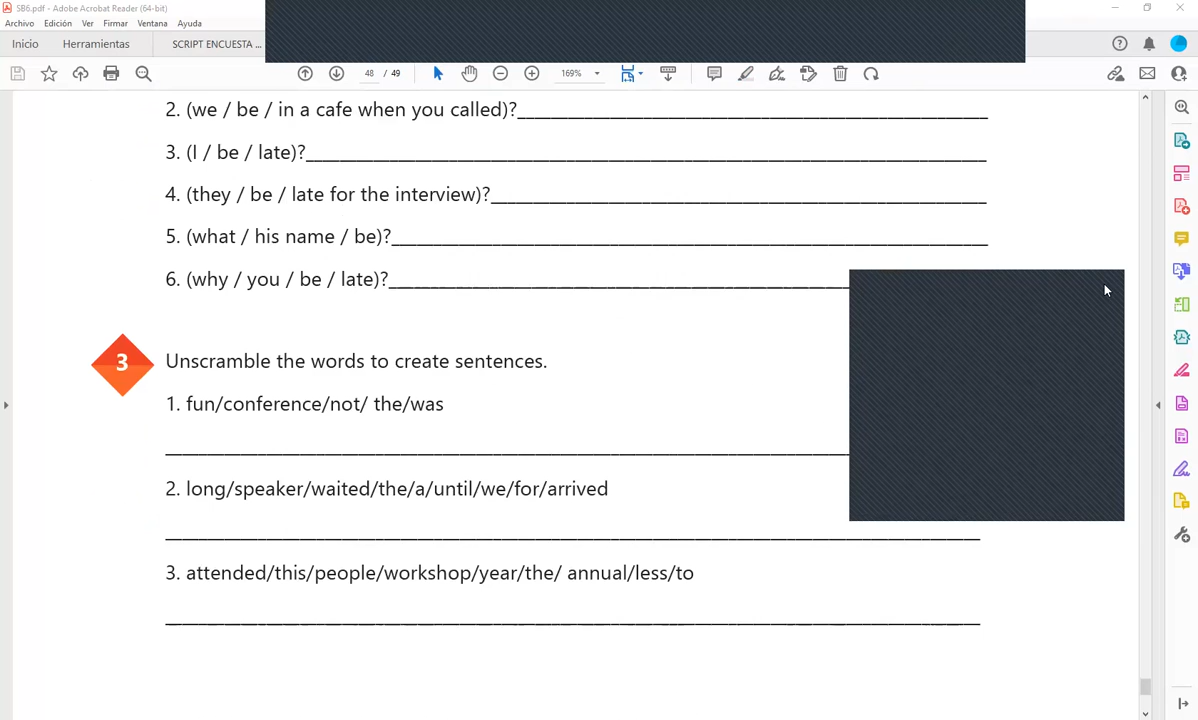 SB6.pdf - Adobe Acrobat Reader (64-bit)
Archivo Edición Ver Firmar Ventana Ayuda
Inicio Herramientas SCRIPT ENCUESTA ...
48 / 49 169%
2. (we / be / in a cafe when you called)?
3. (I / be / late)?
4. (they / be / late for the interview)?
5. (what / his name / be)?
6. (why / you / be / late)?
3 Unscramble the words to create sentences.
1. fun/conference/not/ the/was
2. long/speaker/waited/the/a/until/we/for/arrived
3. attended/this/people/workshop/year/the/ annual/less/to